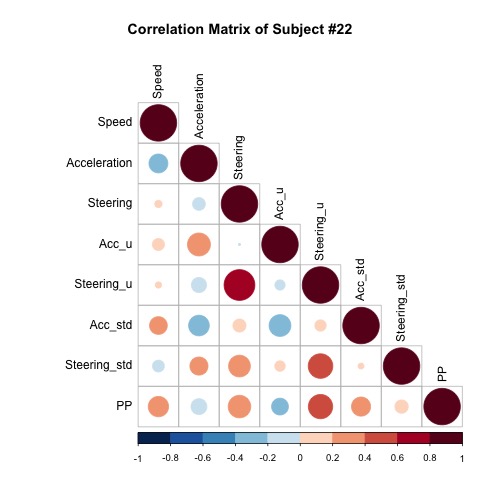 Correlation Matrix of Subject #22
Speed
Acceleration
Steering
Acc_u
Steering_u
Acc_std
Steering_std
PP
Speed
Acceleration
Steering
Acc_u
Steering_u
Acc_std
Steering_std
PP
-1 -0.8 -0.6 -0.4 -0.2 0 0.2 0.4 0.6 0.8 1